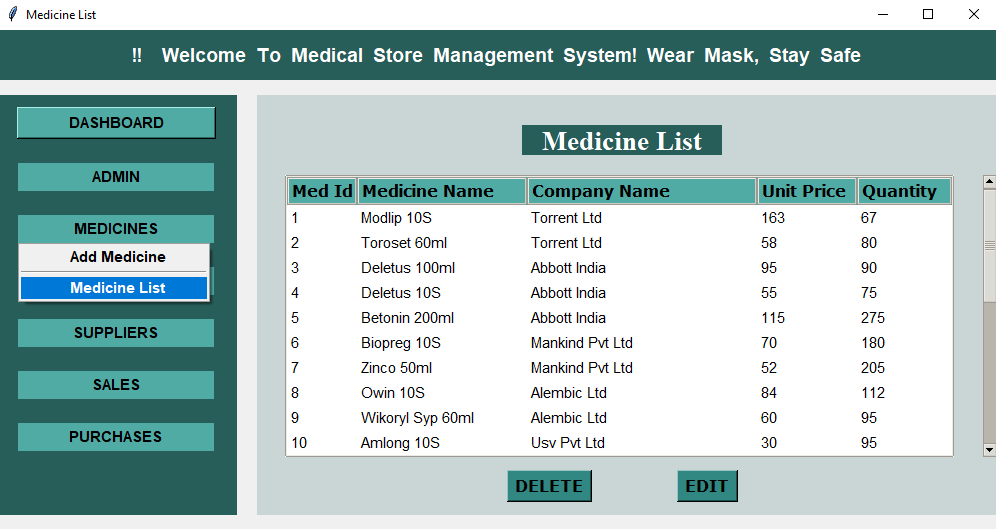 Medicine List
!! Welcome To Medical Store Management System! Wear Mask, Stay Safe
DASHBOARD
ADMIN
MEDICINES
Add Medicine
Medicine List
SUPPLIERS
SALES
PURCHASES
Medicine List
Med Id Medicine Name Company Name Unit Price Quantity
1 Modlip 10S Torrent Ltd 163 67
2 Toroset 60ml Torrent Ltd 58 80
3 Deletus 100ml Abbott India 95 90
4 Deletus 10S Abbott India 55 75
5 Betonin 200ml Abbott India 115 275
6 Biopreg 10S Mankind Pvt Ltd 70 180
7 Zinco 50ml Mankind Pvt Ltd 52 205
8 Owin 10S Alembic Ltd 84 112
9 Wikoryl Syp 60ml Alembic Ltd 60 95
10 Amlong 10S Usv Pvt Ltd 30 95
DELETE EDIT